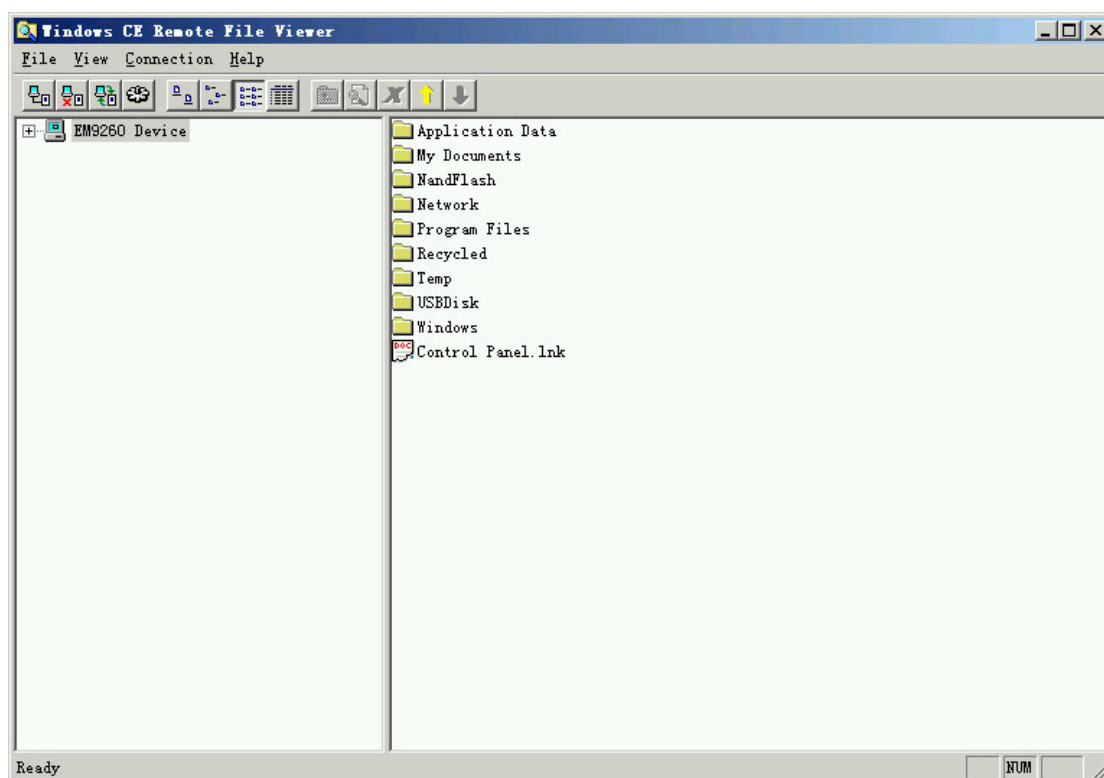 Windows CE Remote File Viewer
File View Connection Help
EM9260 Device
Application Data
My Documents
NandFlash
Network
Program Files
Recycled
Temp
USBDisk
Windows
DOC Control Panel.lnk
Ready
NUM